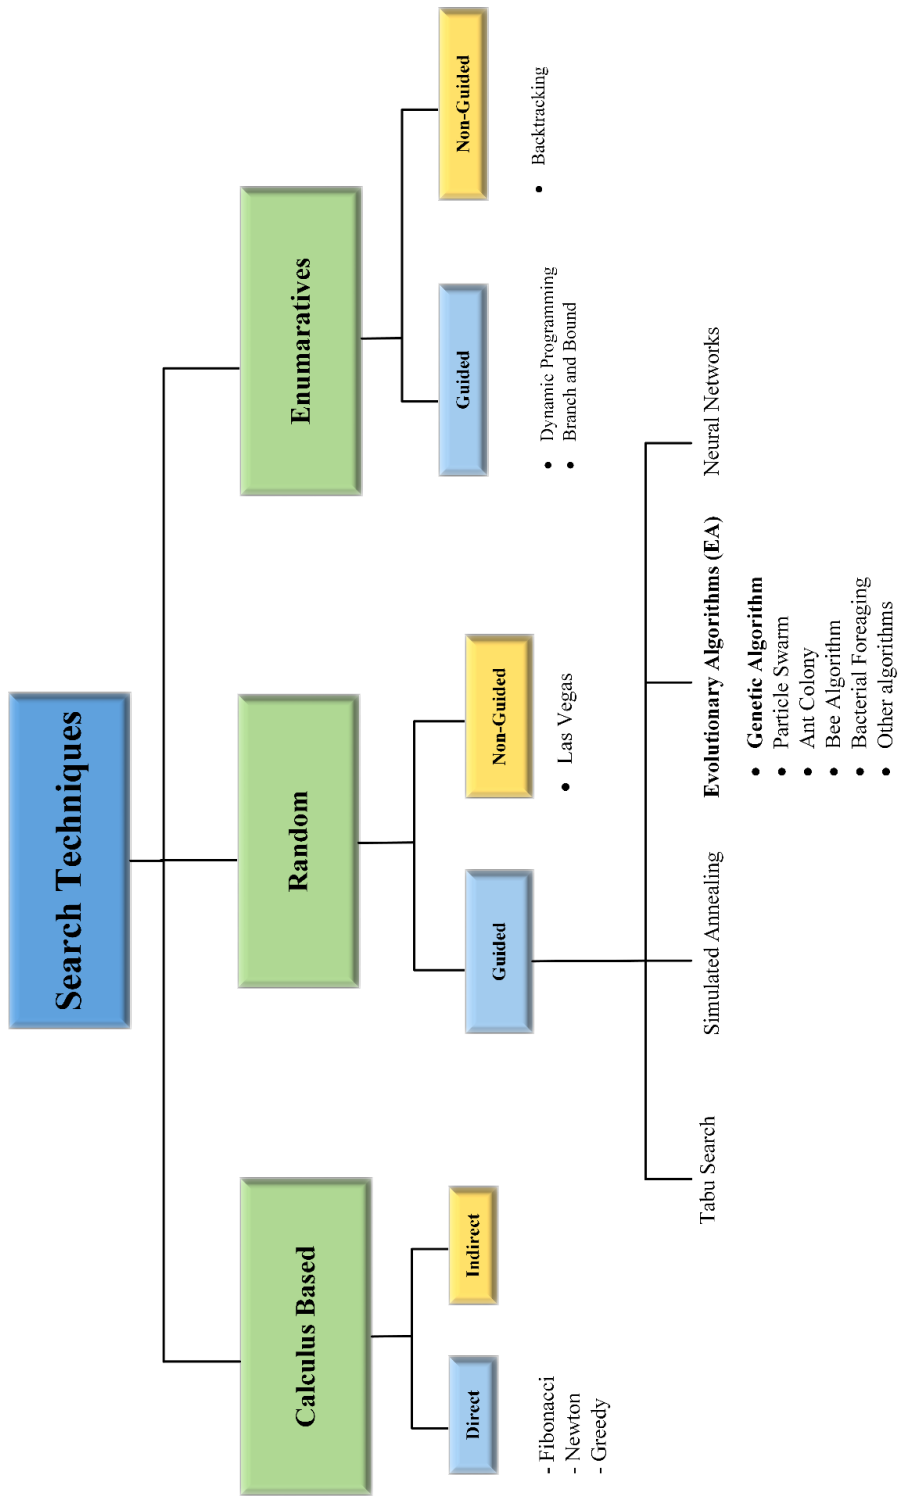 Search Techniques
Calculus Based
Random
Enumaratives
Direct
Indirect
Guided
Non-Guided
Guided
Non-Guided
- Fibonacci
- Newton
- Greedy
• Las Vegas
• Dynamic Programming
• Branch and Bound
• Backtracking
Tabu Search
Simulated Annealing
Evolutionary Algorithms (EA)
• Genetic Algorithm
• Particle Swarm
• Ant Colony
• Bee Algorithm
• Bacterial Foreaging
• Other algorithms
Neural Networks